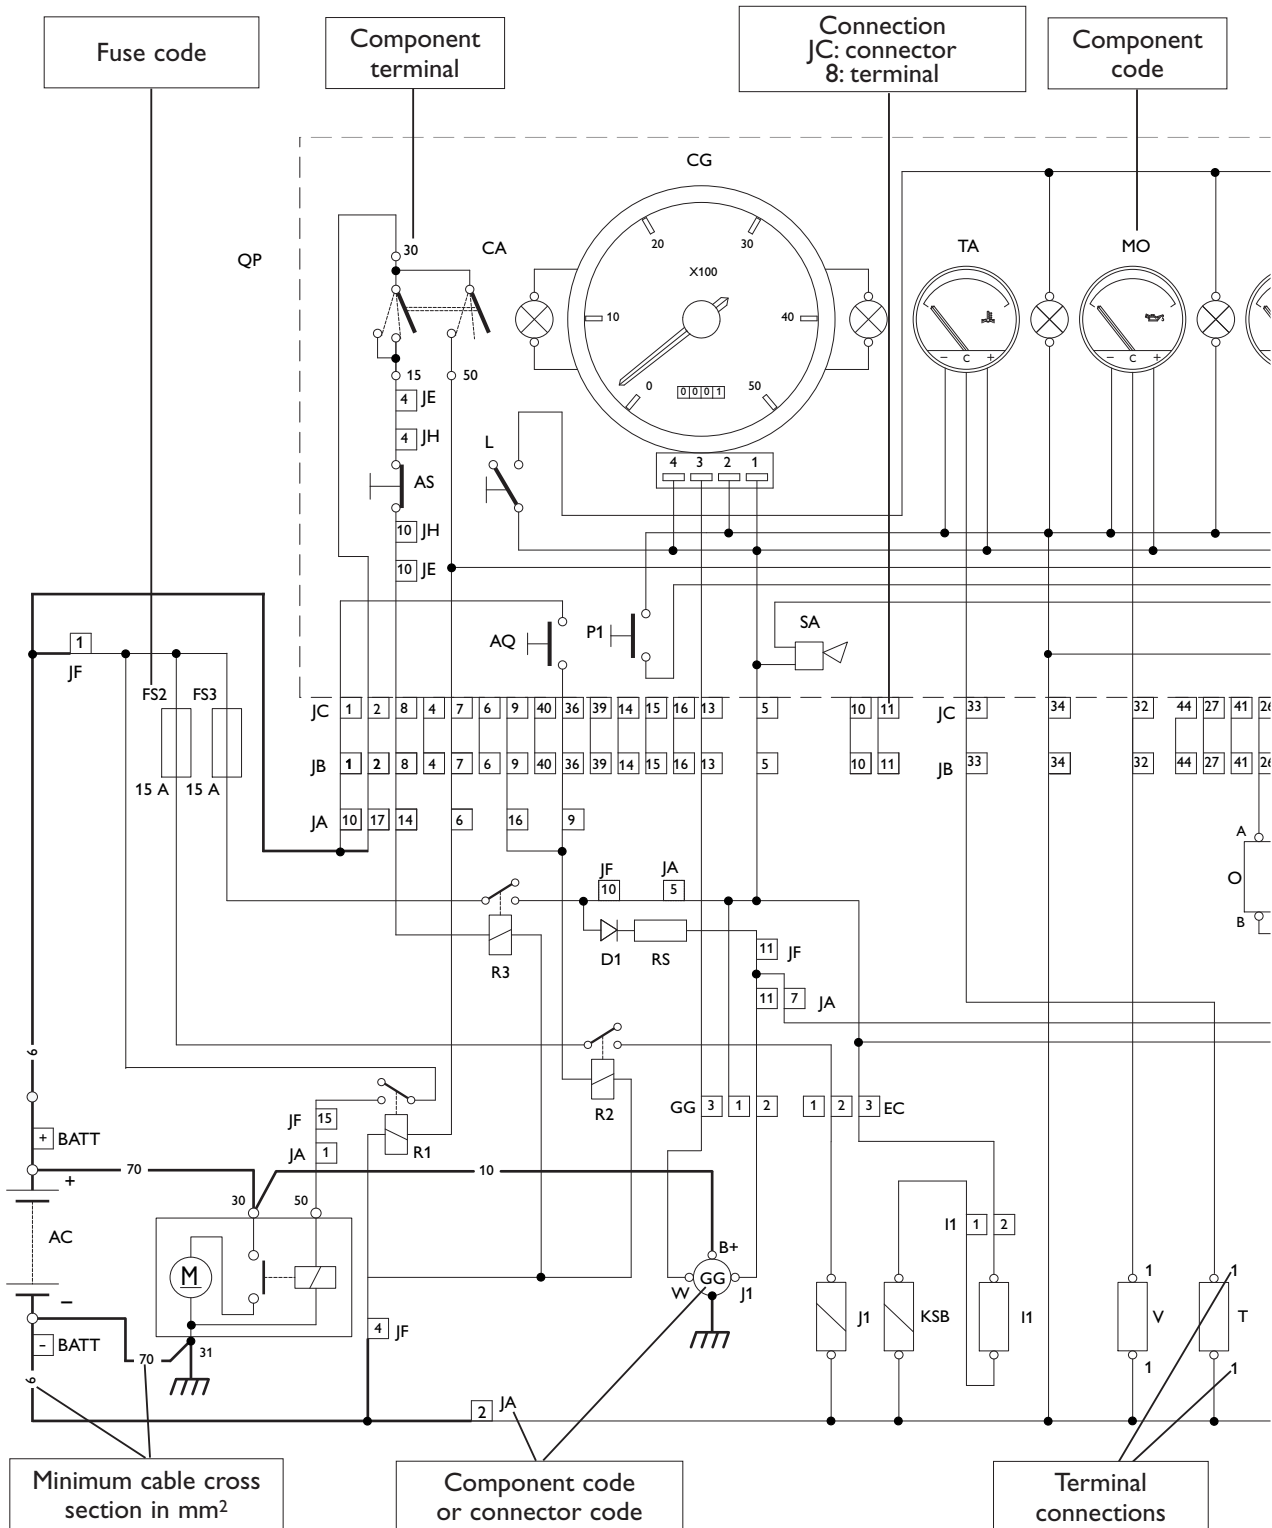 Fuse code
Component
terminal
Connection
JC: connector
8: terminal
Component
code
CG
QP
30
CA
TA
MO
20
30
X100
10
40
0
0 0 0 1
50
− C +
− C +
15
50
4 JE
4 JH
L
AS
4 3 2 1
10 JH
10 JE
1
JF
AQ
P1
SA
FS2
FS3
JC 1 2 8 4 7 6 9 40 36 39 14 15 16 13 5 10 11 JC 33 34 32 44 27 41 26
JB 1 2 8 4 7 6 9 40 36 39 14 15 16 13 5 10 11 JB 33 34 32 44 27 41 26
15 A
15 A
JA 10 17 14 6 16 9
A
O
B
JF
10
JA
5
R3
D1
RS
11 JF
11 7 JA
6
R2
GG 3 1 2
1 2 3 EC
JF 15
+ BATT
JA 1
R1
+
70
10
30
50
AC
I1 1 2
M
B+
W
GG
J1
J1
KSB
I1
1
V
1
1
T
1
−
4 JF
- BATT
70
31
6
2 JA
Minimum cable cross
section in mm²
Component code
or connector code
Terminal
connections